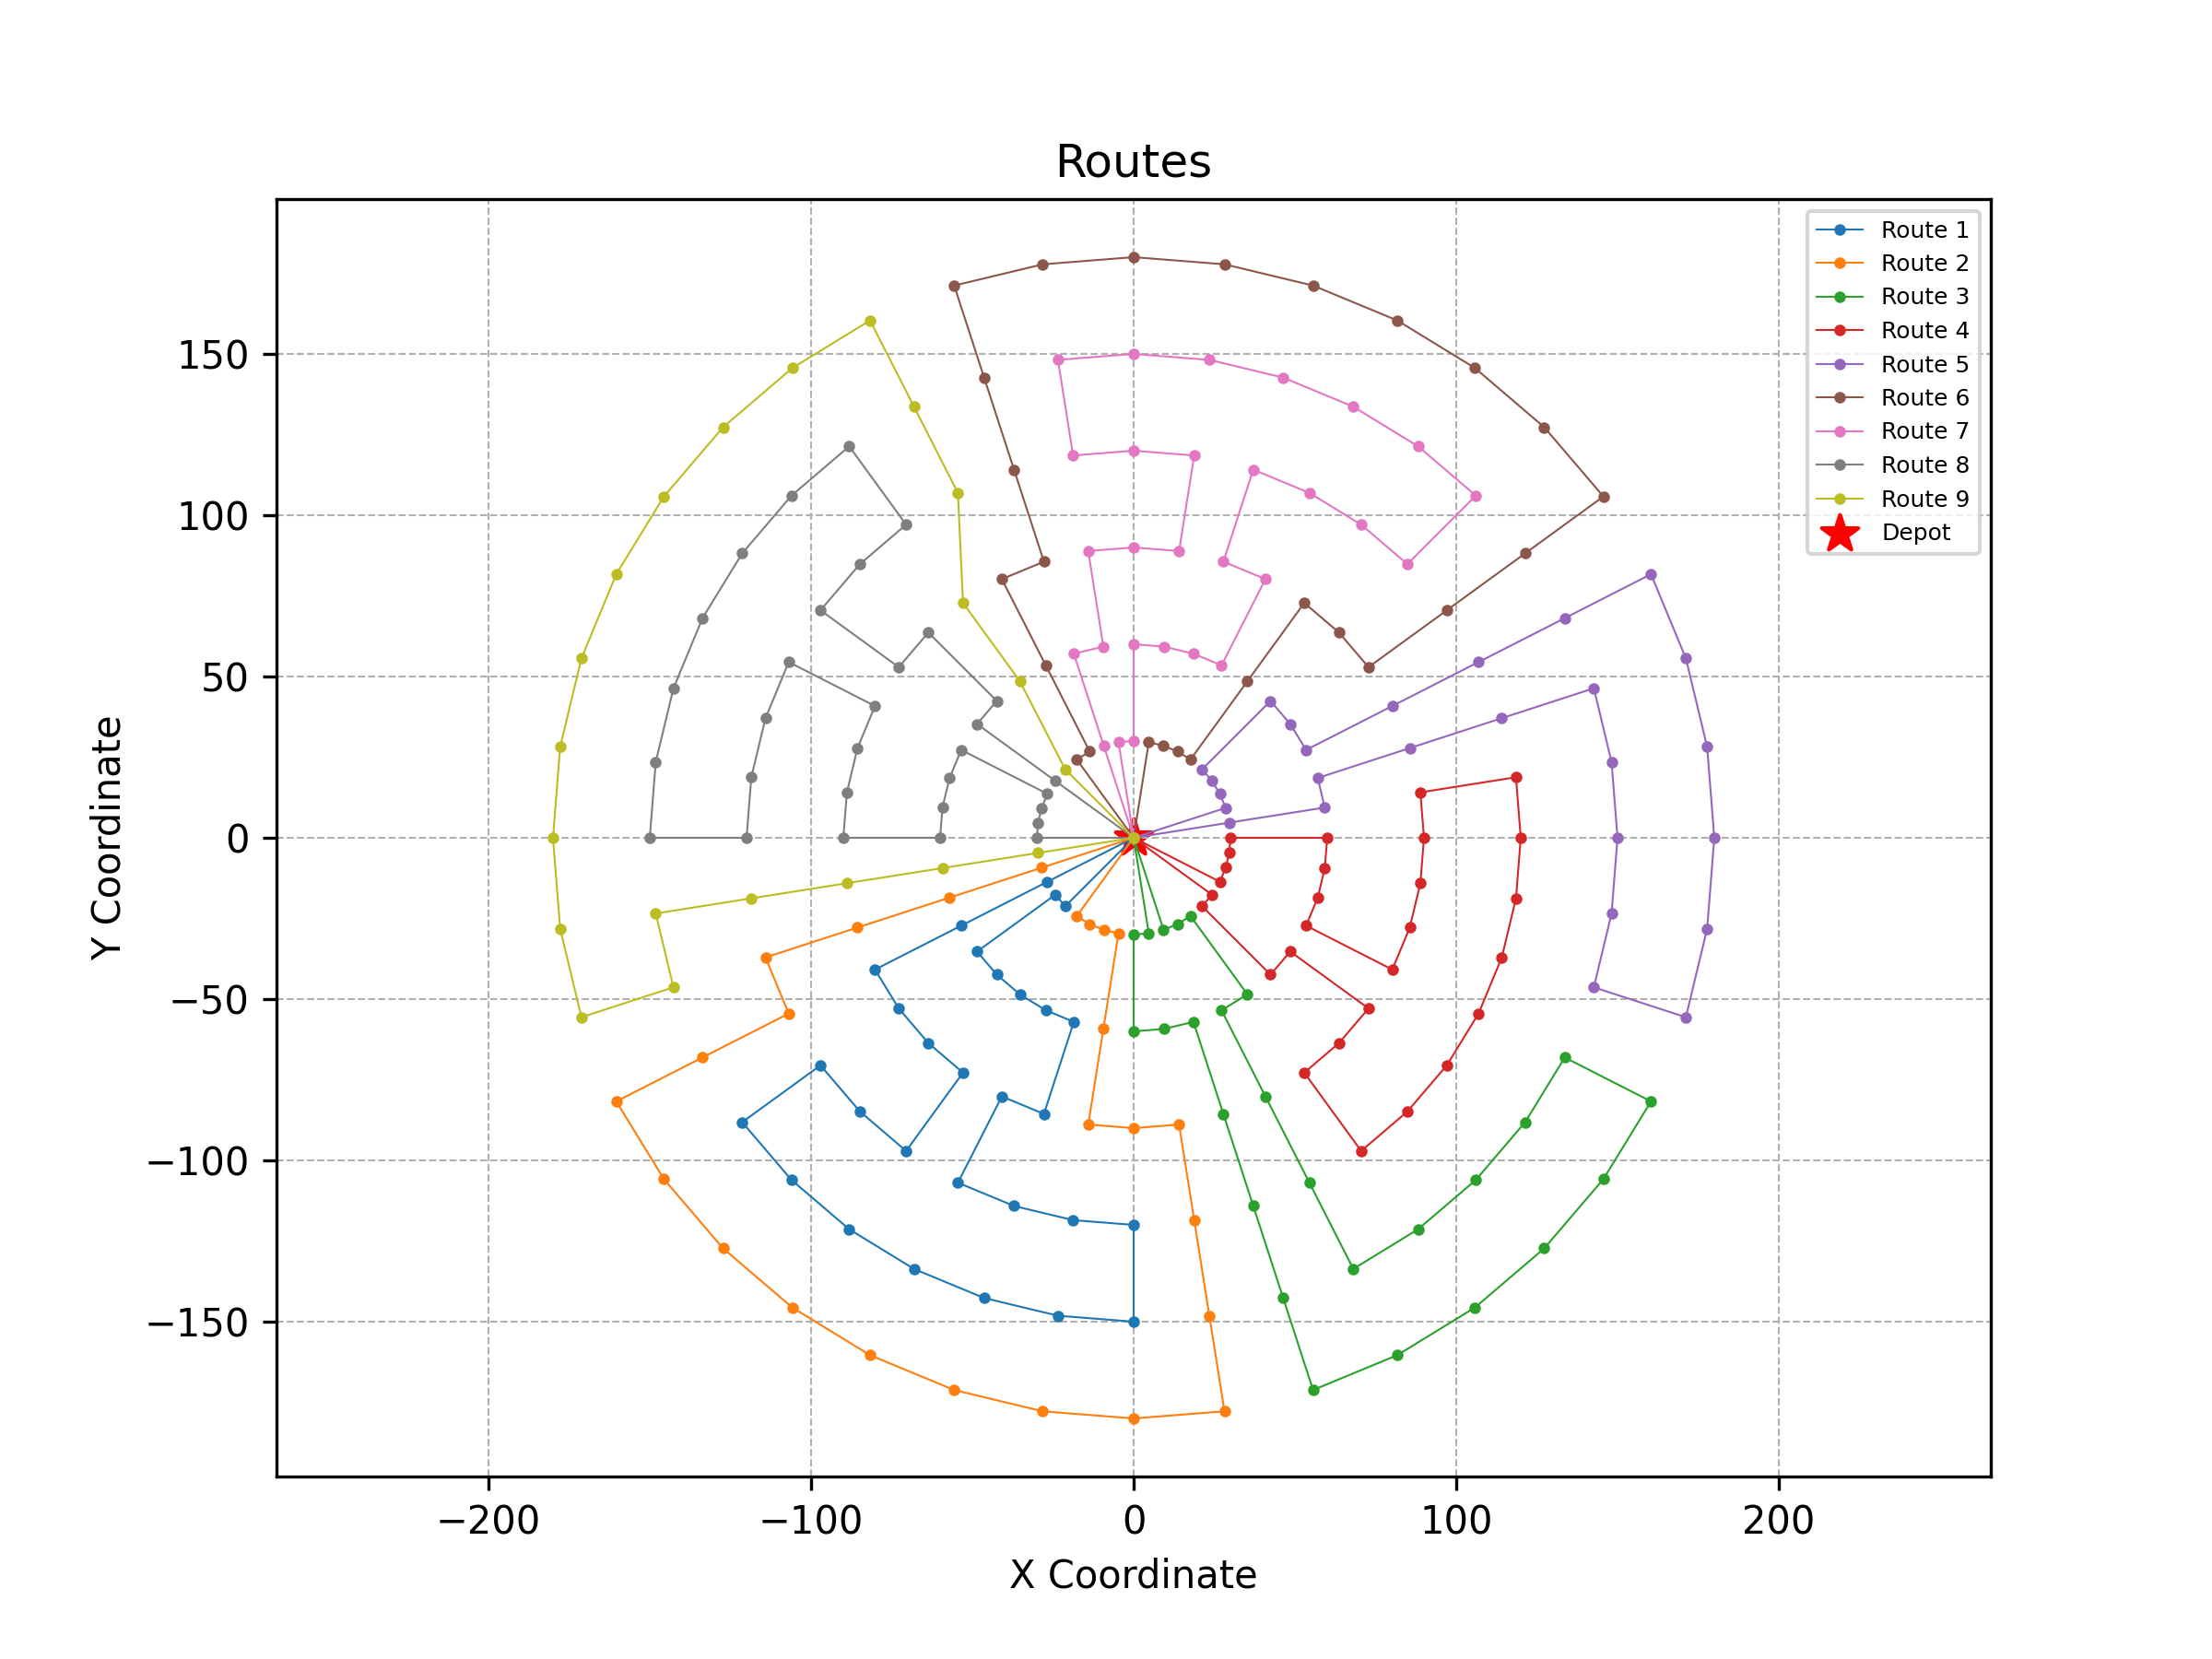 Routes
Route 1
Route 2
Route 3
Route 4
Route 5
Route 6
Route 7
Route 8
Route 9
Depot
150
100
50
0
−50
−100
−150
Y Coordinate
−200
−100
0
100
200
X Coordinate